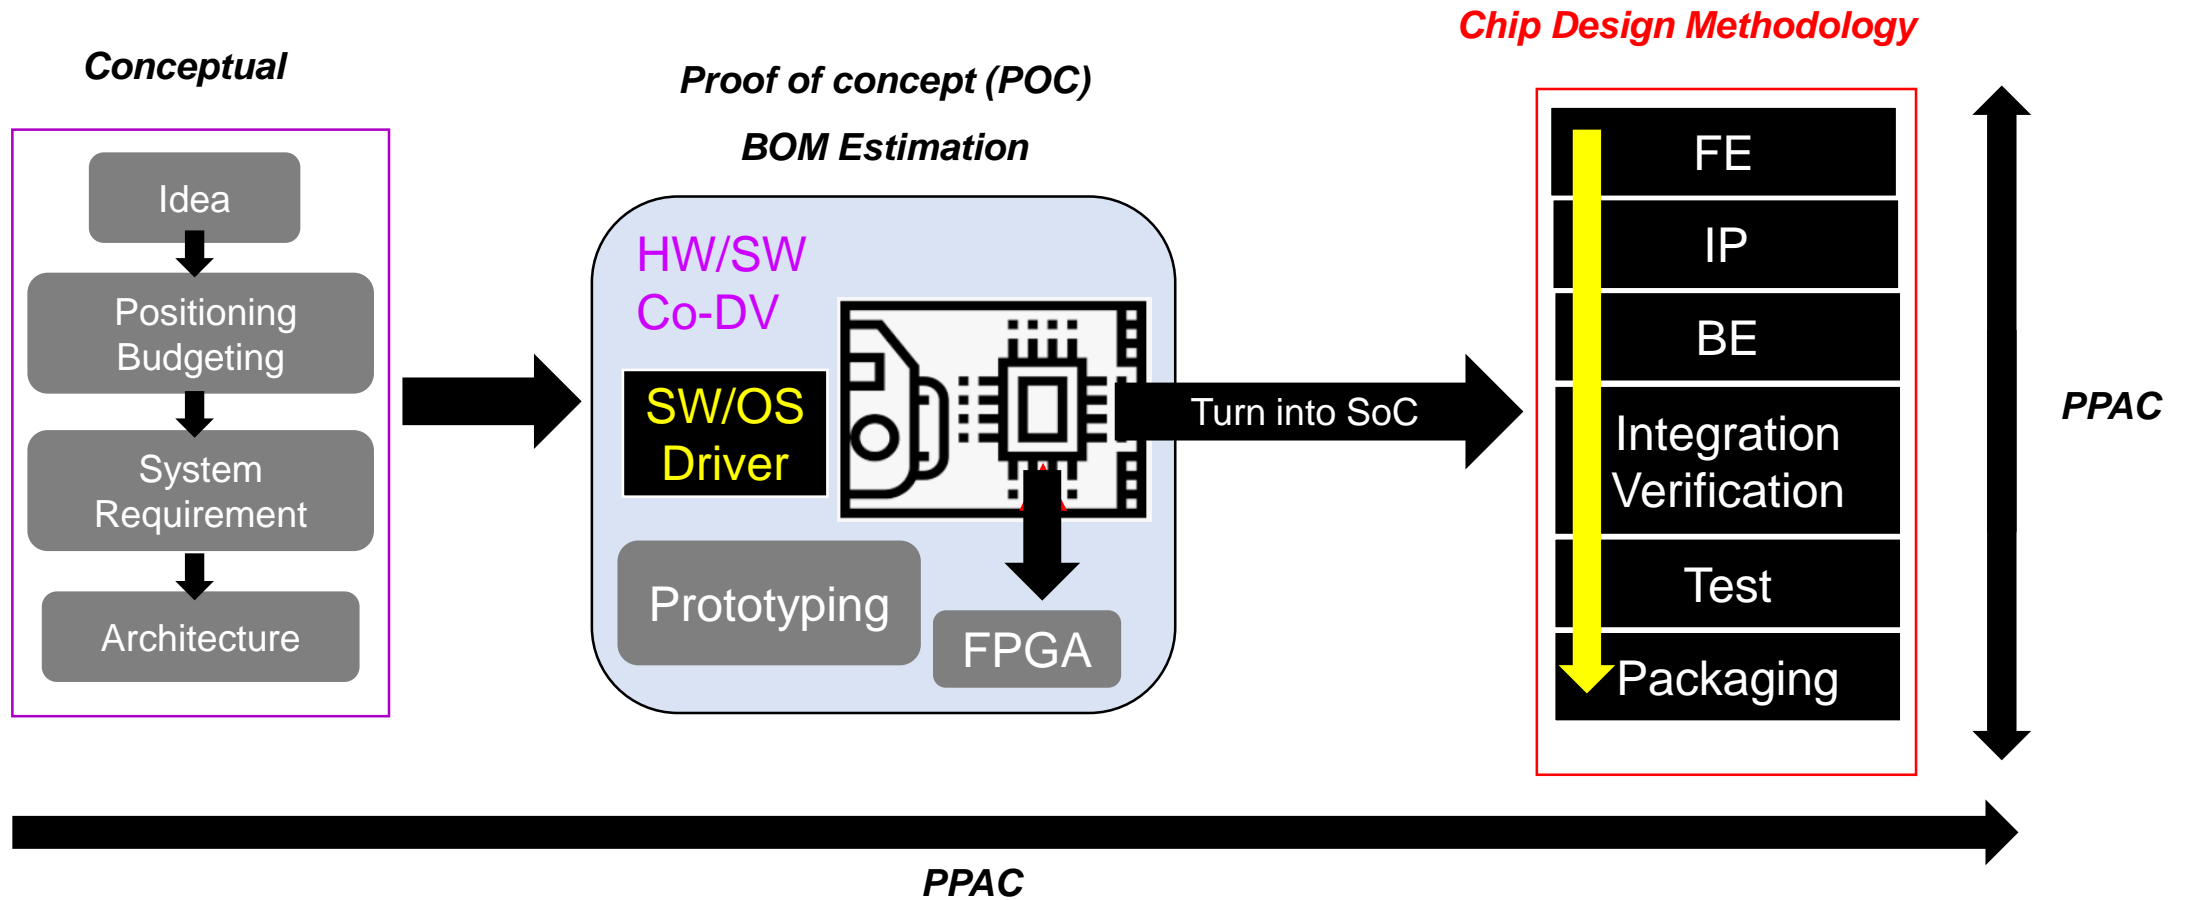 Conceptual
Idea
Positioning
Budgeting
System
Requirement
Architecture
Proof of concept (POC)
BOM Estimation
HW/SW
Co-DV
SW/OS
Driver
Prototyping
FPGA
Turn into SoC
Chip Design Methodology
FE
IP
BE
Integration
Verification
Test
Packaging
PPAC
PPAC